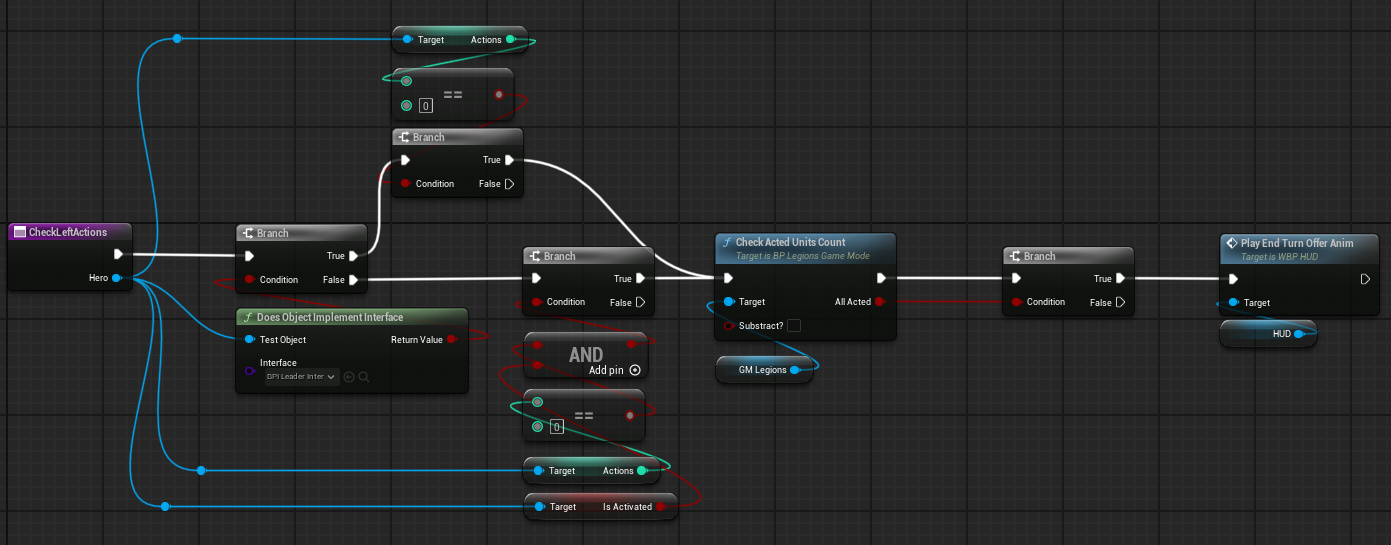 Target Actions
==
0
Branch
True
Condition False
CheckLeftActions
Hero
Branch
True
Condition False
Does Object Implement Interface
Test Object Return Value
Interface
BPI Leader Inter
Branch
True
Condition False
AND
Add pin
==
0
Target Actions
Target Is Activated
Check Acted Units Count
Target is BP Legions Game Mode
Target All Acted
Substract?
GM Legions
Branch
True
Condition False
Play End Turn Offer Anim
Target is WBP HUD
Target
HUD